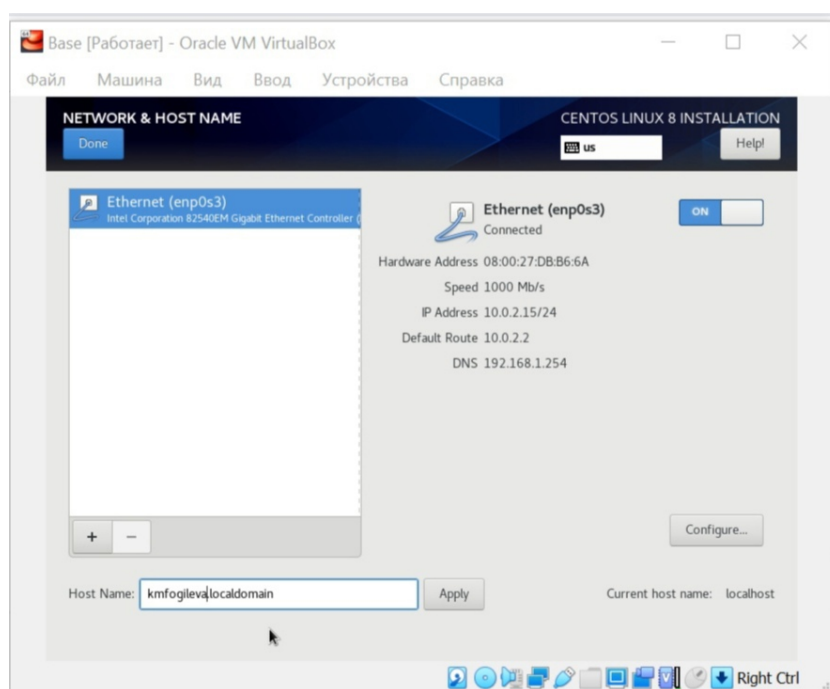 Base [Работает] - Oracle VM VirtualBox
Файл Машина Вид Ввод Устройства Справка
NETWORK & HOST NAME
CENTOS LINUX 8 INSTALLATION
Done
us
Help!
Ethernet (enp0s3)
Intel Corporation 82540EM Gigabit Ethernet Controller (
Ethernet (enp0s3)
Connected
ON
Hardware Address 08:00:27:DB:B6:6A
Speed 1000 Mb/s
IP Address 10.0.2.15/24
Default Route 10.0.2.2
DNS 192.168.1.254
+ −
Configure...
Host Name: kmfogileva.localdomain
Apply
Current host name: localhost
Right Ctrl